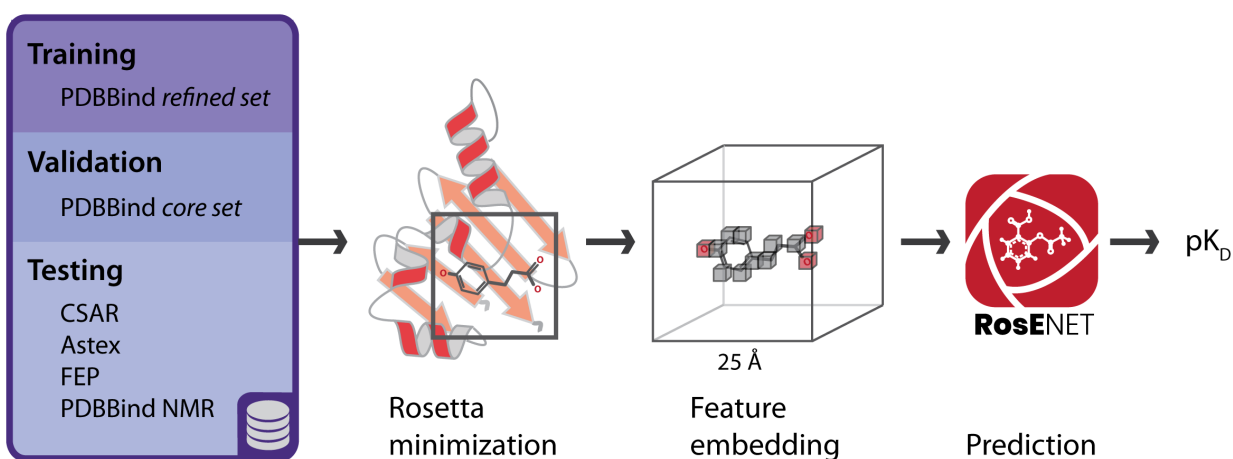 Training
PDBBind refined set
Validation
PDBBind core set
Testing
CSAR
Astex
FEP
PDBBind NMR
O
O
O
Rosetta
minimization
O
O
O
25 Å
Feature
embedding
RosENET
Prediction
pK_D